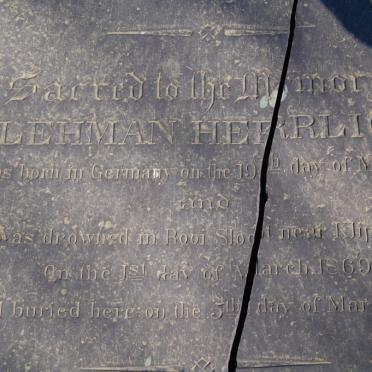 Sacred to the Memor
LEHMAN HERRLI
s born in Germany on the 19th day of M
and
was drowned in Rooi Sloot near Klip
On the 1st day of March, 1869
d buried here on the 5th day of Mar